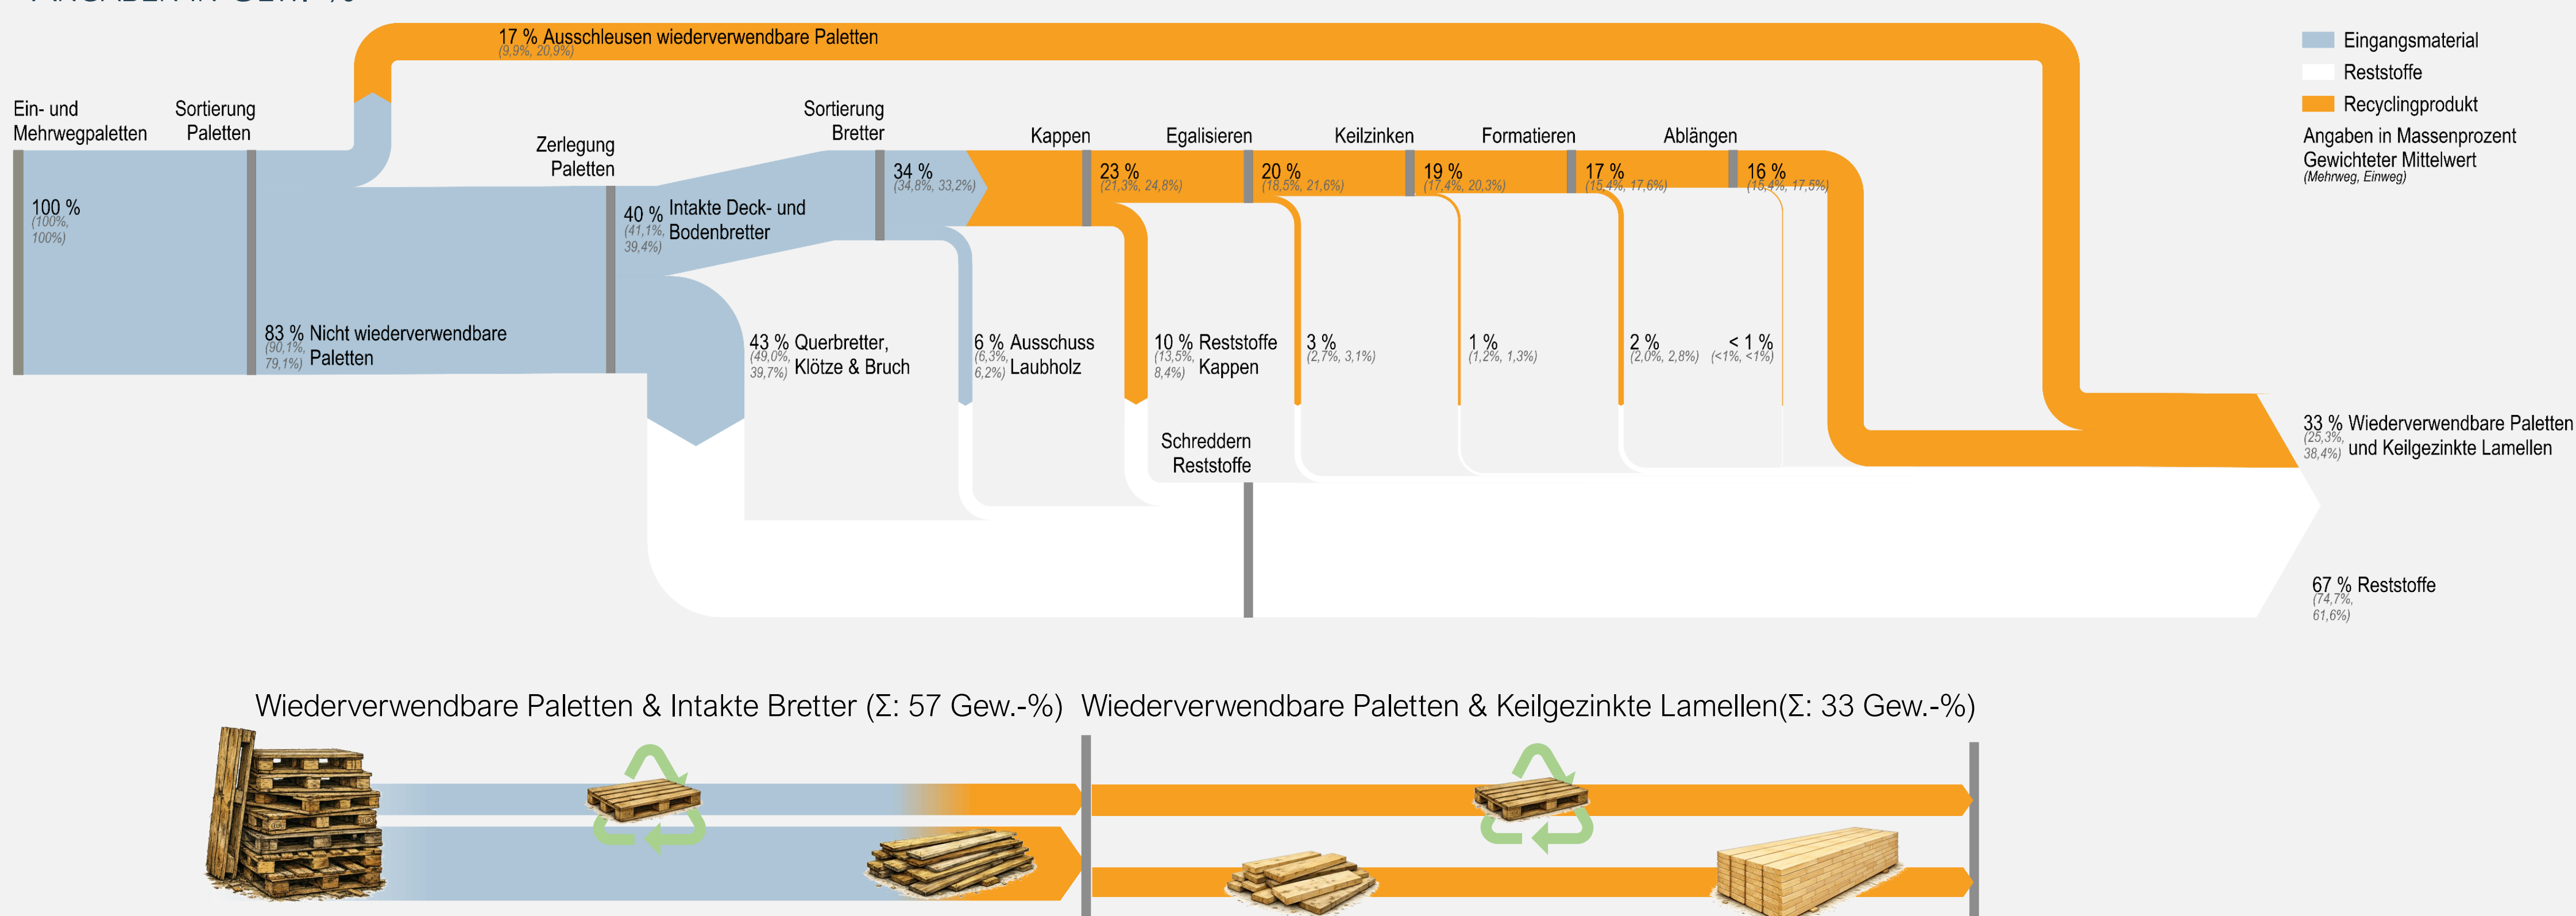 ANGABEN IN GEW.-%
17 % Ausschleusen wiederverwendbare Paletten
(9,9%, 20,9%)
Eingangsmaterial
Reststoffe
Recyclingprodukt
Angaben in Massenprozent
Gewichteter Mittelwert
(Mehrweg, Einweg)
Ein- und
Mehrwegpaletten
Sortierung
Paletten
Zerlegung
Paletten
Sortierung
Bretter
Kappen
Egalisieren
Keilzinken
Formatieren
Ablängen
100 %
(100%,
100%)
83 % Nicht wiederverwendbare
(90,1%,
Paletten
79,1%)
40 % Intakte Deck- und
(41,1%,
Bodenbretter
39,4%)
34 %
(34,8%, 33,2%)
23 %
(21,3%, 24,8%)
20 %
(18,5%, 21,6%)
19 %
(17,4%, 20,3%)
17 %
(15,4%, 17,6%)
16 %
(15,4%, 17,5%)
43 % Querbretter,
(49,0%,
Klötze & Bruch
39,7%)
6 % Ausschuss
(6,3%,
Laubholz
6,2%)
10 % Reststoffe
(13,5%,
Kappen
8,4%)
3 %
(2,7%, 3,1%)
1 %
(1,2%, 1,3%)
2 %
(2,0%, 2,8%)
< 1 %
(<1%, <1%)
Schreddern
Reststoffe
33 % Wiederverwendbare Paletten
(25,3%,
und Keilgezinkte Lamellen
38,4%)
67 % Reststoffe
(74,7%,
61,6%)
Wiederverwendbare Paletten & Intakte Bretter (Σ: 57 Gew.-%)
Wiederverwendbare Paletten & Keilgezinkte Lamellen(Σ: 33 Gew.-%)